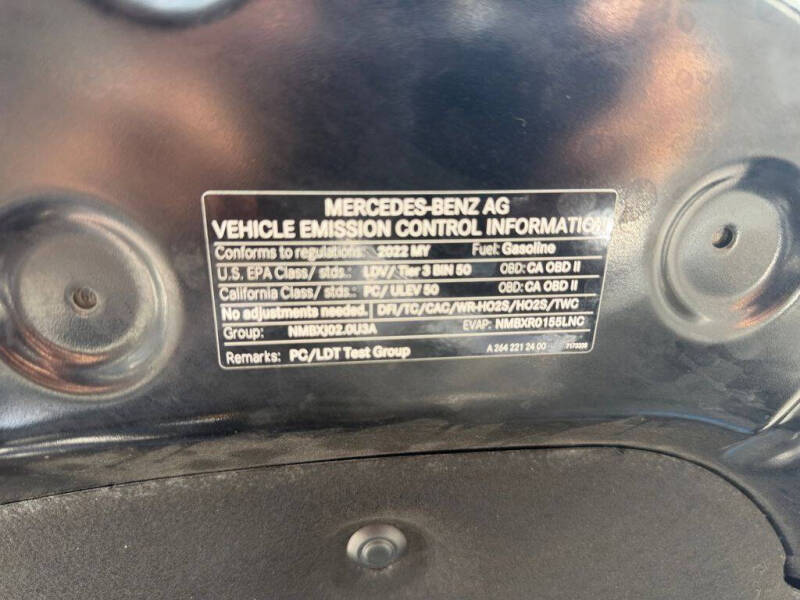 MERCEDES-BENZ AG
VEHICLE EMISSION CONTROL INFORMATION
Conforms to regulations: 2022 MY Fuel: Gasoline
U.S. EPA Class/ stds.: LDV/ Tier 3 BIN 50 OBD: CA OBD II
California Class/ stds.: PC/ ULEV 50 OBD: CA OBD II
No adjustments needed. DFI/TC/CAC/WR-HO2S/HO2S/TWC
Group: NMBXJ02.0U3A EVAP: NMBXR0155LNC
Remarks: PC/LDT Test Group A 264 221 24 00